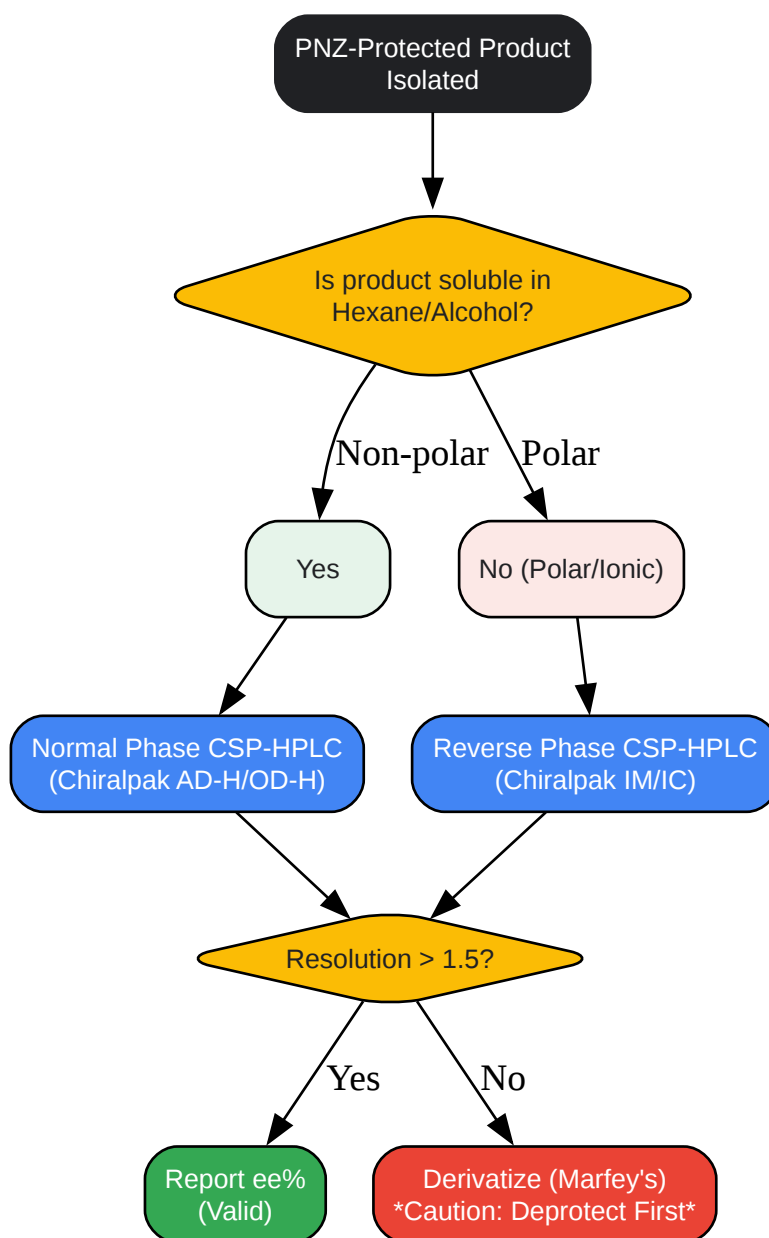 PNZ-Protected Product
Isolated
Is product soluble in
Hexane/Alcohol?
Non-polar
Polar
Yes
No (Polar/Ionic)
Normal Phase CSP-HPLC
(Chiralpak AD-H/OD-H)
Reverse Phase CSP-HPLC
(Chiralpak IM/IC)
Resolution > 1.5?
Yes
No
Report ee%
(Valid)
Derivatize (Marfey's)
*Caution: Deprotect First*